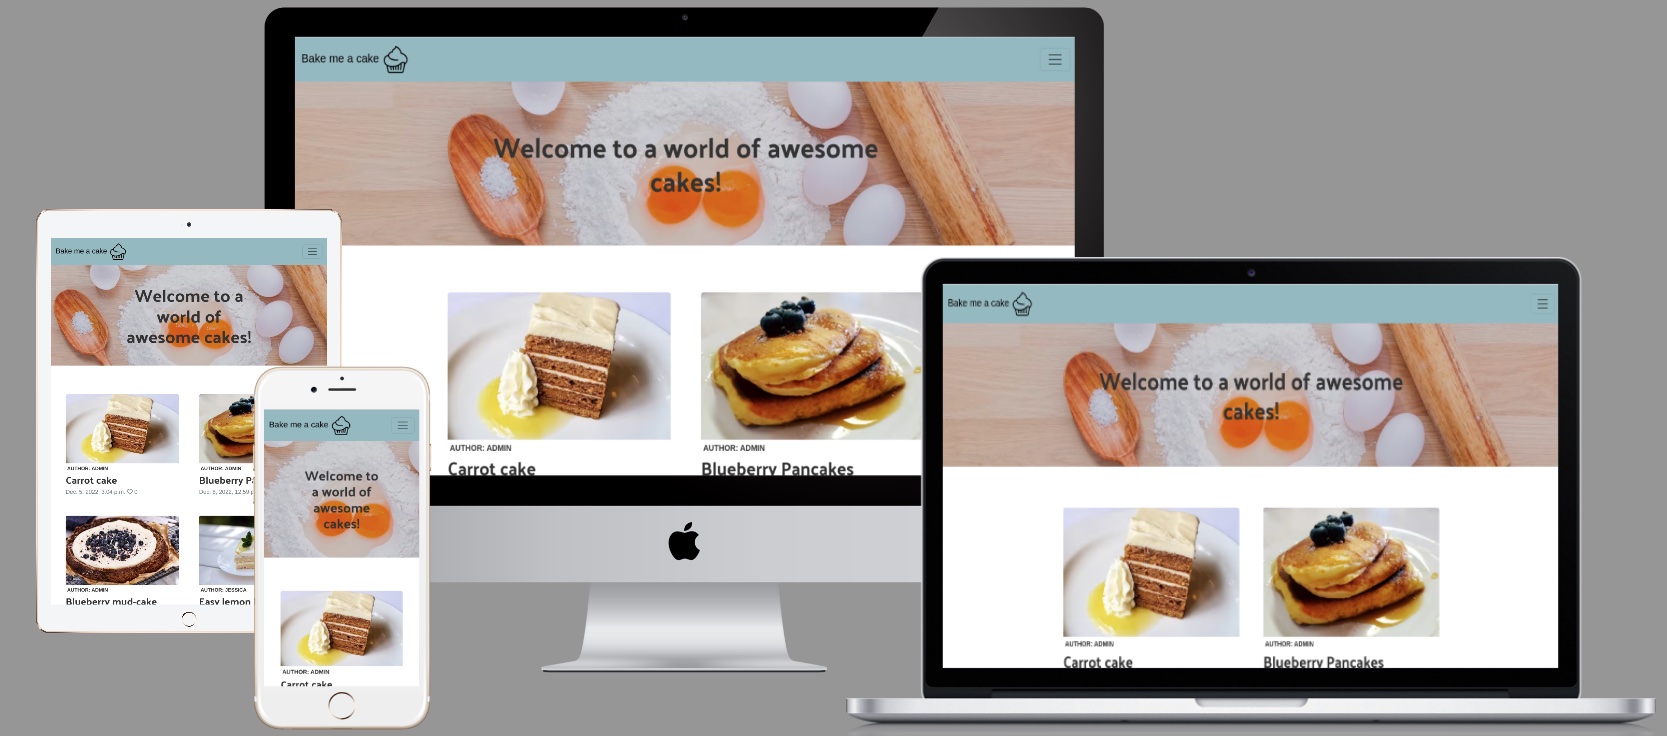 Bake me a cake
Welcome to a world of awesome
cakes!
AUTHOR: ADMIN
Carrot cake
AUTHOR: ADMIN
Blueberry Pancakes
Bake me a cake
Welcome to a
world of
awesome cakes!
AUTHOR: ADMIN
Carrot cake
Dec. 5, 2022, 3:04 p.m. 0
AUTHOR: ADMIN
Blueberry
Dec. 5, 2022, 12:59
AUTHOR: ADMIN
Blueberry mud-cake
AUTHOR: JESSICA
Easy lemon
Bake me a cake
Welcome to
a world of
awesome
cakes!
AUTHOR: ADMIN
Carrot cake
Bake me a cake
Welcome to a world of awesome
cakes!
AUTHOR: ADMIN
Carrot cake
AUTHOR: ADMIN
Blueberry Pancakes